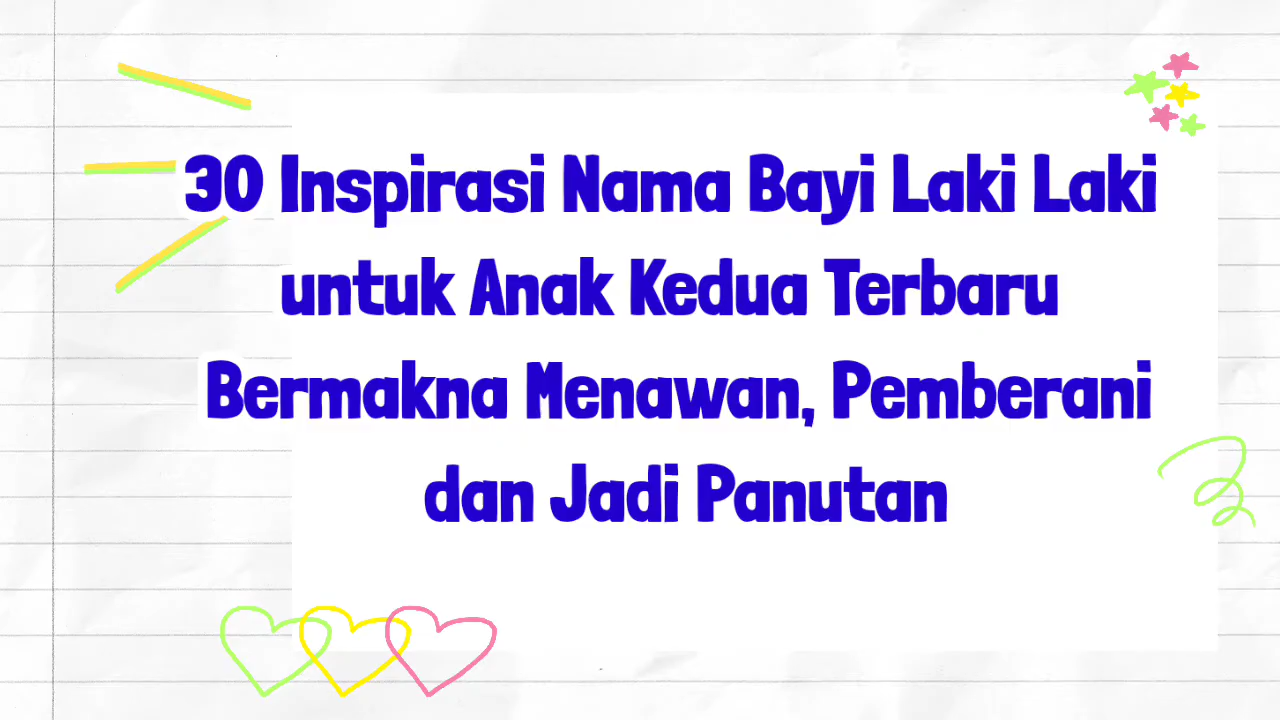 30 Inspirasi Nama Bayi Laki Laki
untuk Anak Kedua Terbaru
Bermakna Menawan, Pemberani
dan Jadi Panutan